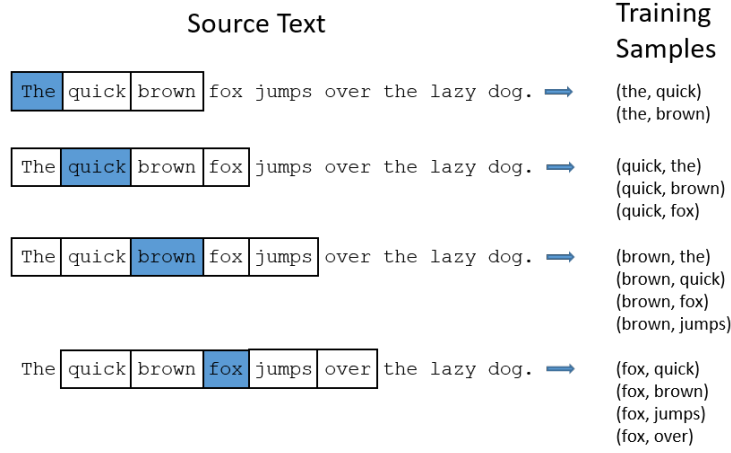 Source Text
Training
Samples
The quick brown fox jumps over the lazy dog.
(the, quick)
(the, brown)
The quick brown fox jumps over the lazy dog.
(quick, the)
(quick, brown)
(quick, fox)
The quick brown fox jumps over the lazy dog.
(brown, the)
(brown, quick)
(brown, fox)
(brown, jumps)
The quick brown fox jumps over the lazy dog.
(fox, quick)
(fox, brown)
(fox, jumps)
(fox, over)